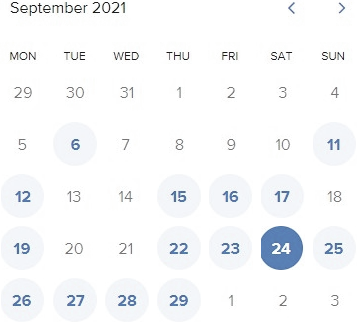 September 2021
MON TUE WED THU FRI SAT SUN
29 30 31 1 2 3 4
5 6 7 8 9 10 11
12 13 14 15 16 17 18
19 20 21 22 23 24 25
26 27 28 29 1 2 3